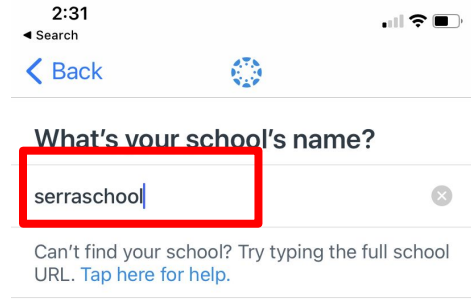 2:31
◀ Search
Back
What's your school's name?
serraschool
Can't find your school? Try typing the full school
URL. Tap here for help.